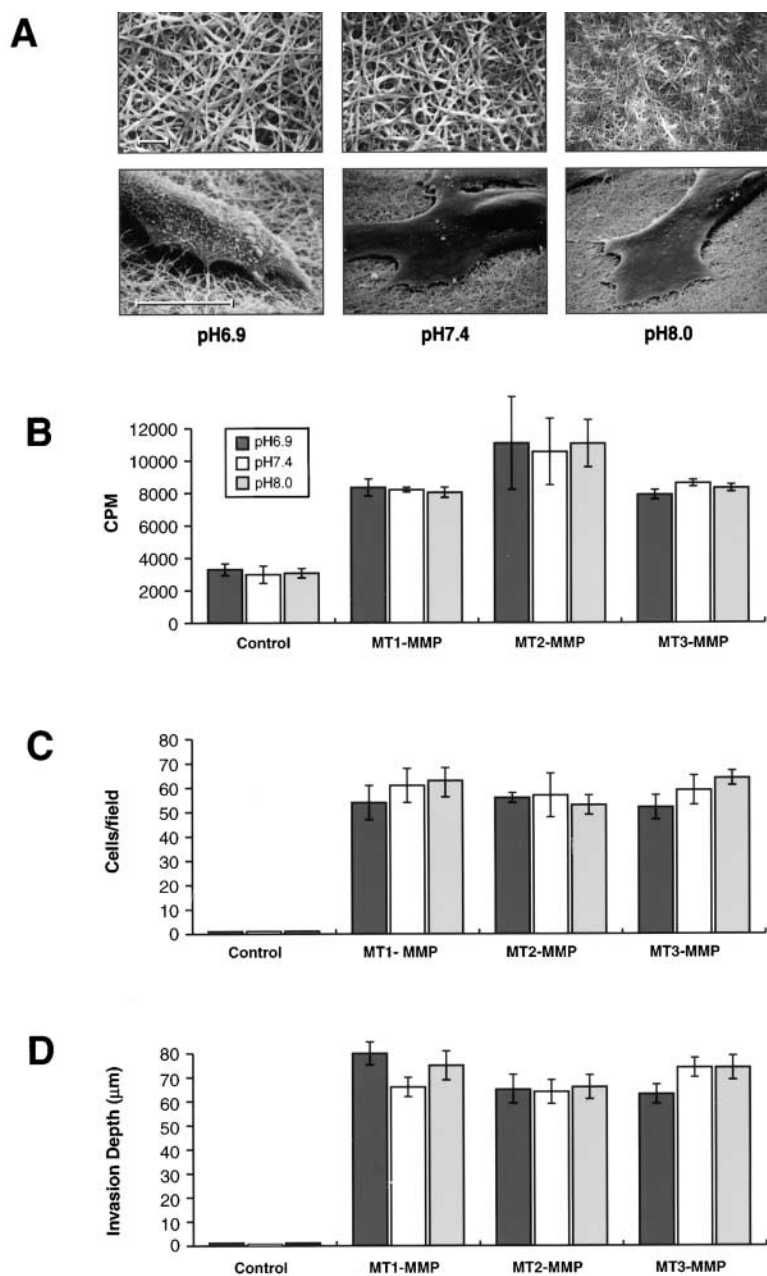 A
pH6.9 pH7.4 pH8.0
B
12000
10000
8000
6000
4000
2000
0
CPM
pH6.9
pH7.4
pH8.0
Control MT1-MMP MT2-MMP MT3-MMP
C
80
70
60
50
40
30
20
10
0
Cells/field
Control MT1- MMP MT2-MMP MT3-MMP
D
80
70
60
50
40
30
20
10
0
Invasion Depth (µm)
Control MT1-MMP MT2-MMP MT3-MMP